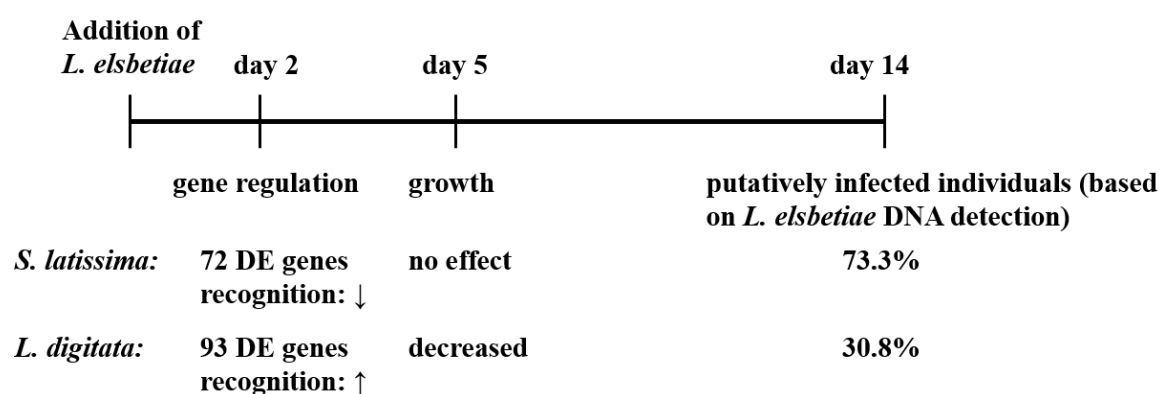 Addition of
L. elsbetiae day 2 day 5 day 14
gene regulation growth putatively infected individuals (based
on L. elsbetiae DNA detection)
S. latissima: 72 DE genes no effect 73.3%
recognition: ↓
L. digitata: 93 DE genes decreased 30.8%
recognition: ↑